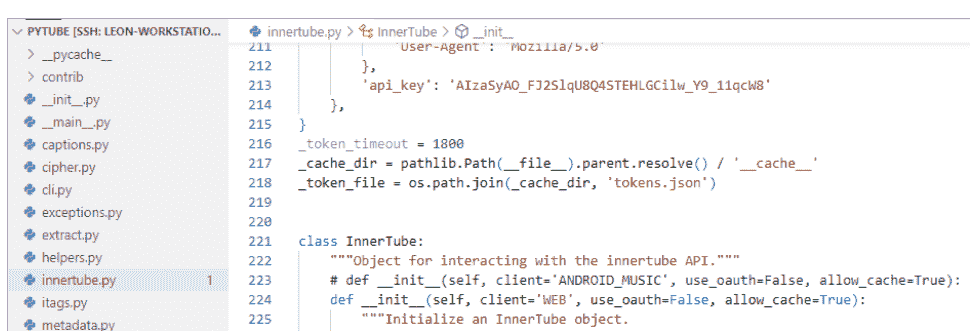 PYTUBE [SSH: LEON-WORKSTATIO...
__pycache__
contrib
__init__.py
__main__.py
captions.py
cipher.py
cli.py
exceptions.py
extract.py
helpers.py
innertube.py 1
itags.py
metadata.py
innertube.py > InnerTube > __init__
211 'User-Agent': 'Mozilla/5.0'
212 },
213 'api_key': 'AIzaSyAO_FJ2SlqU8Q4STEHLGCilw_Y9_11qcW8'
214 },
215 }
216 _token_timeout = 1800
217 _cache_dir = pathlib.Path(__file__).parent.resolve() / '__cache__'
218 _token_file = os.path.join(_cache_dir, 'tokens.json')
219
220
221 class InnerTube:
222 """Object for interacting with the innertube API."""
223 # def __init__(self, client='ANDROID_MUSIC', use_oauth=False, allow_cache=True):
224 def __init__(self, client='WEB', use_oauth=False, allow_cache=True):
225 """Initialize an InnerTube object.